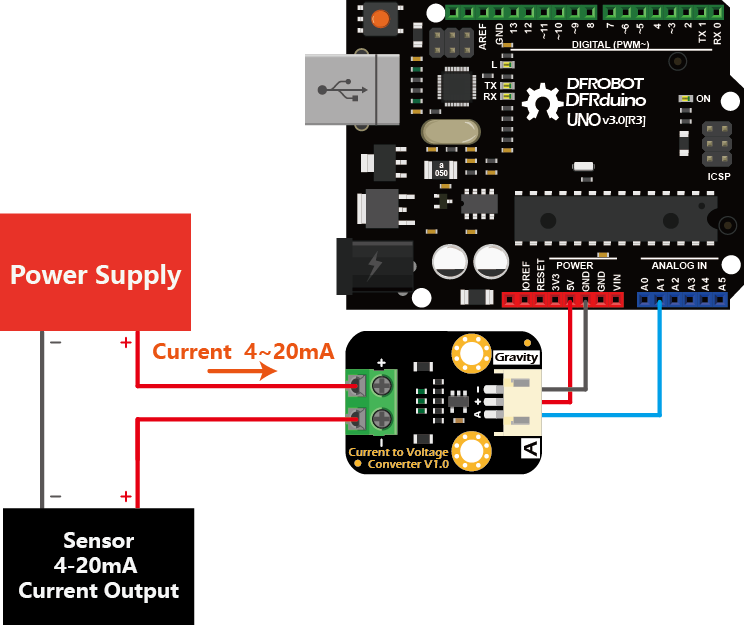 AREF
GND
13
12
~11
~10
~9
8
7
~6
~5
4
~3
2
TX 1
RX 0
DIGITAL (PWM~)
L
TX
RX
DFROBOT
DFRduino
UNO v3.0[R3]
ON
ICSP
a
050
POWER
ANALOG IN
IOREF
RESET
3V3
5V
GND
GND
VIN
A0
A1
A2
A3
A4
A5
Power Supply
−
+
Current 4~20mA
+
Gravity
−
+
A
−
Current to Voltage
Converter V1.0
A
−
+
Sensor
4-20mA
Current Output